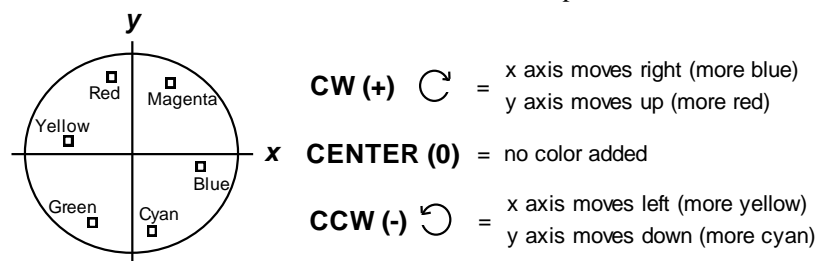 y
Red
Magenta
Yellow
x
Blue
Green
Cyan
CW (+) = x axis moves right (more blue)
y axis moves up (more red)
CENTER (0) = no color added
CCW (-) = x axis moves left (more yellow)
y axis moves down (more cyan)